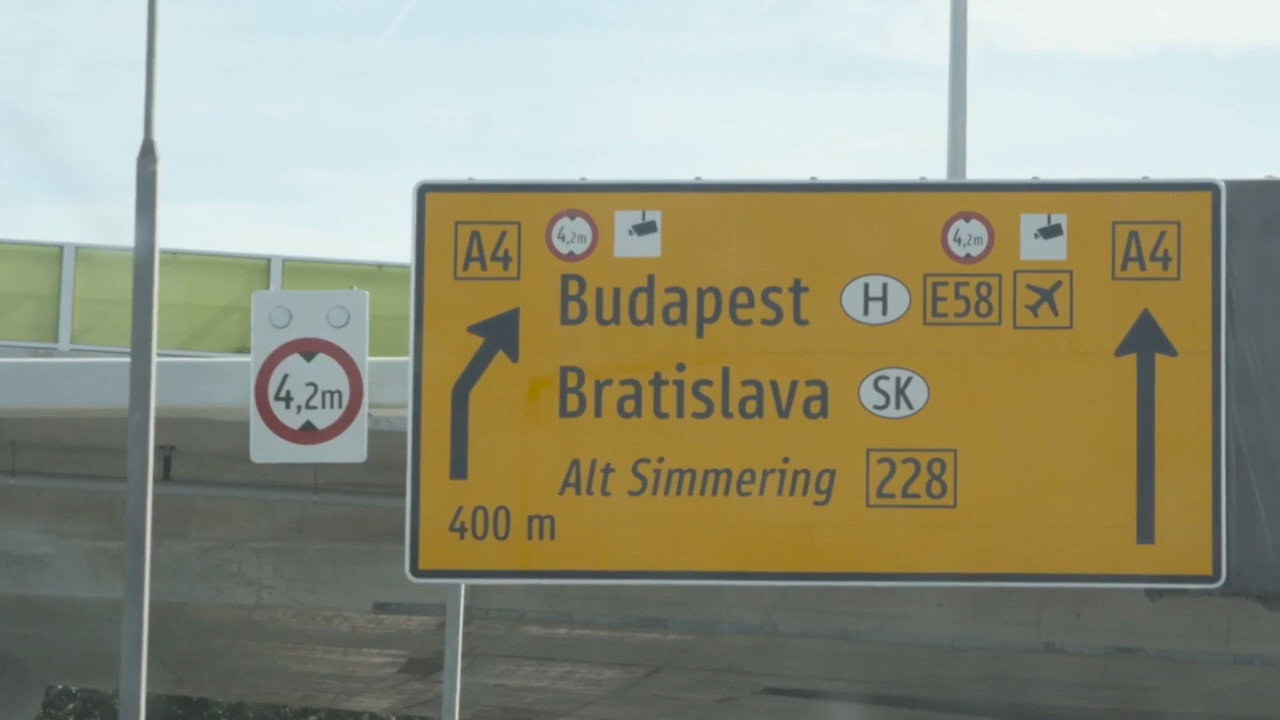 A4 4,2m 4,2m A4
Budapest H E58
4,2m
Bratislava SK
Alt Simmering 228
400 m